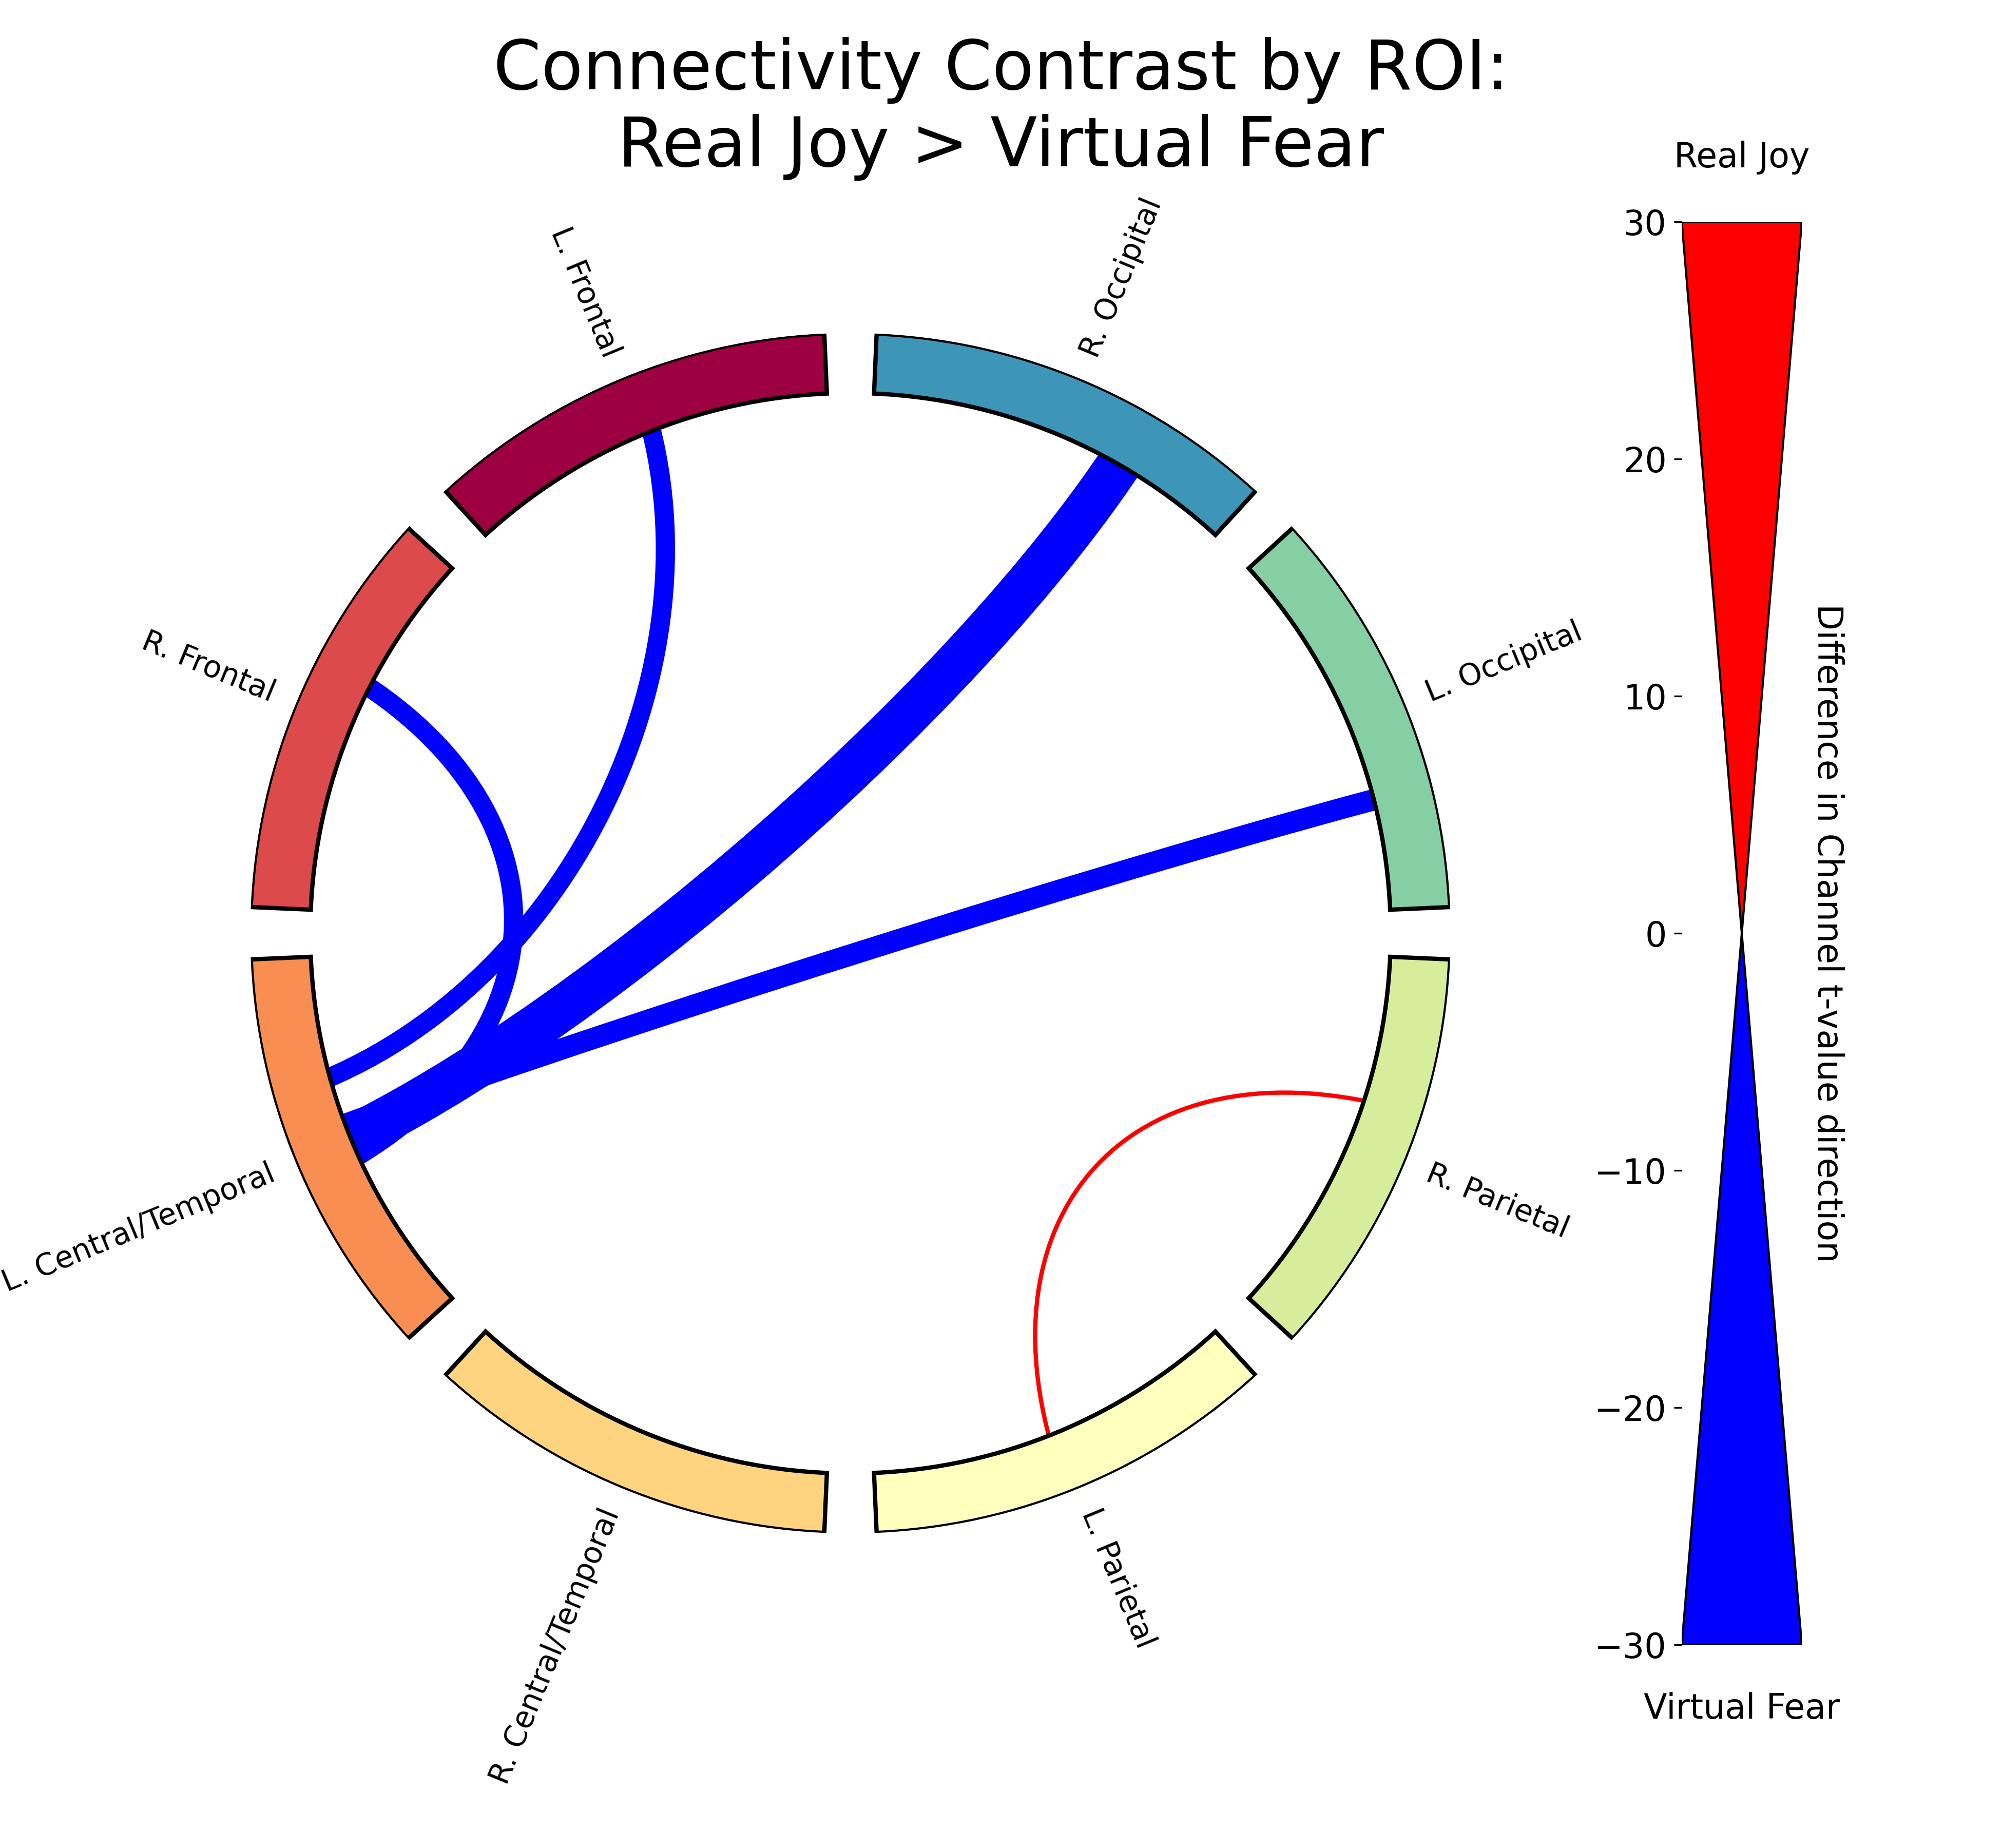 Connectivity Contrast by ROI:
Real Joy > Virtual Fear
Real Joy
L. Frontal
R. Occipital
R. Frontal
L. Occipital
L. Central/Temporal
R. Parietal
R. Central/Temporal
L. Parietal
30
20
10
0
−10
−20
−30
Difference in Channel t-value direction
Virtual Fear